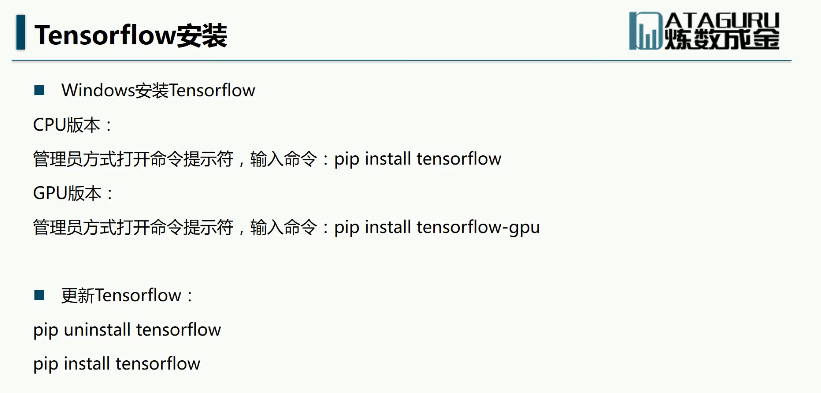 Tensorflow安装
DATAGURU
炼数成金
Windows安装Tensorflow
CPU版本：
管理员方式打开命令提示符，输入命令：pip install tensorflow
GPU版本：
管理员方式打开命令提示符，输入命令：pip install tensorflow-gpu
更新Tensorflow：
pip uninstall tensorflow
pip install tensorflow